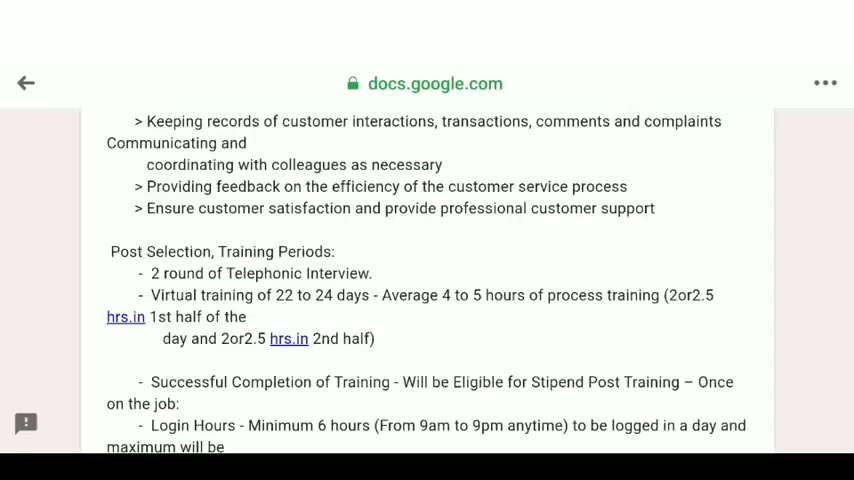 docs.google.com
> Keeping records of customer interactions, transactions, comments and complaints
Communicating and
coordinating with colleagues as necessary
> Providing feedback on the efficiency of the customer service process
> Ensure customer satisfaction and provide professional customer support
Post Selection, Training Periods:
- 2 round of Telephonic Interview.
- Virtual training of 22 to 24 days - Average 4 to 5 hours of process training (2or2.5
hrs.in 1st half of the
day and 2or2.5 hrs.in 2nd half)
- Successful Completion of Training - Will be Eligible for Stipend Post Training – Once
on the job:
- Login Hours - Minimum 6 hours (From 9am to 9pm anytime) to be logged in a day and
maximum will be